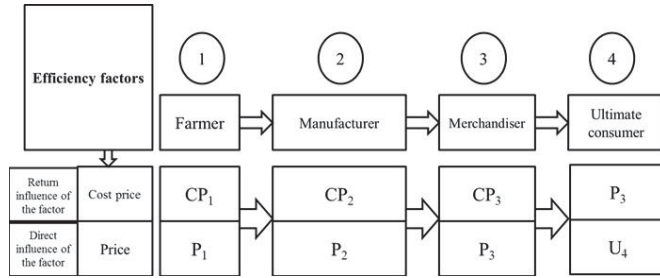 1
2
3
4
Efficiency factors
Farmer
Manufacturer
Merchandiser
Ultimate
consumer
Return
influence of
the factor
Cost price
CP₁
CP₂
CP₃
P₃
Direct
influence of
the factor
Price
P₁
P₂
P₃
U₄